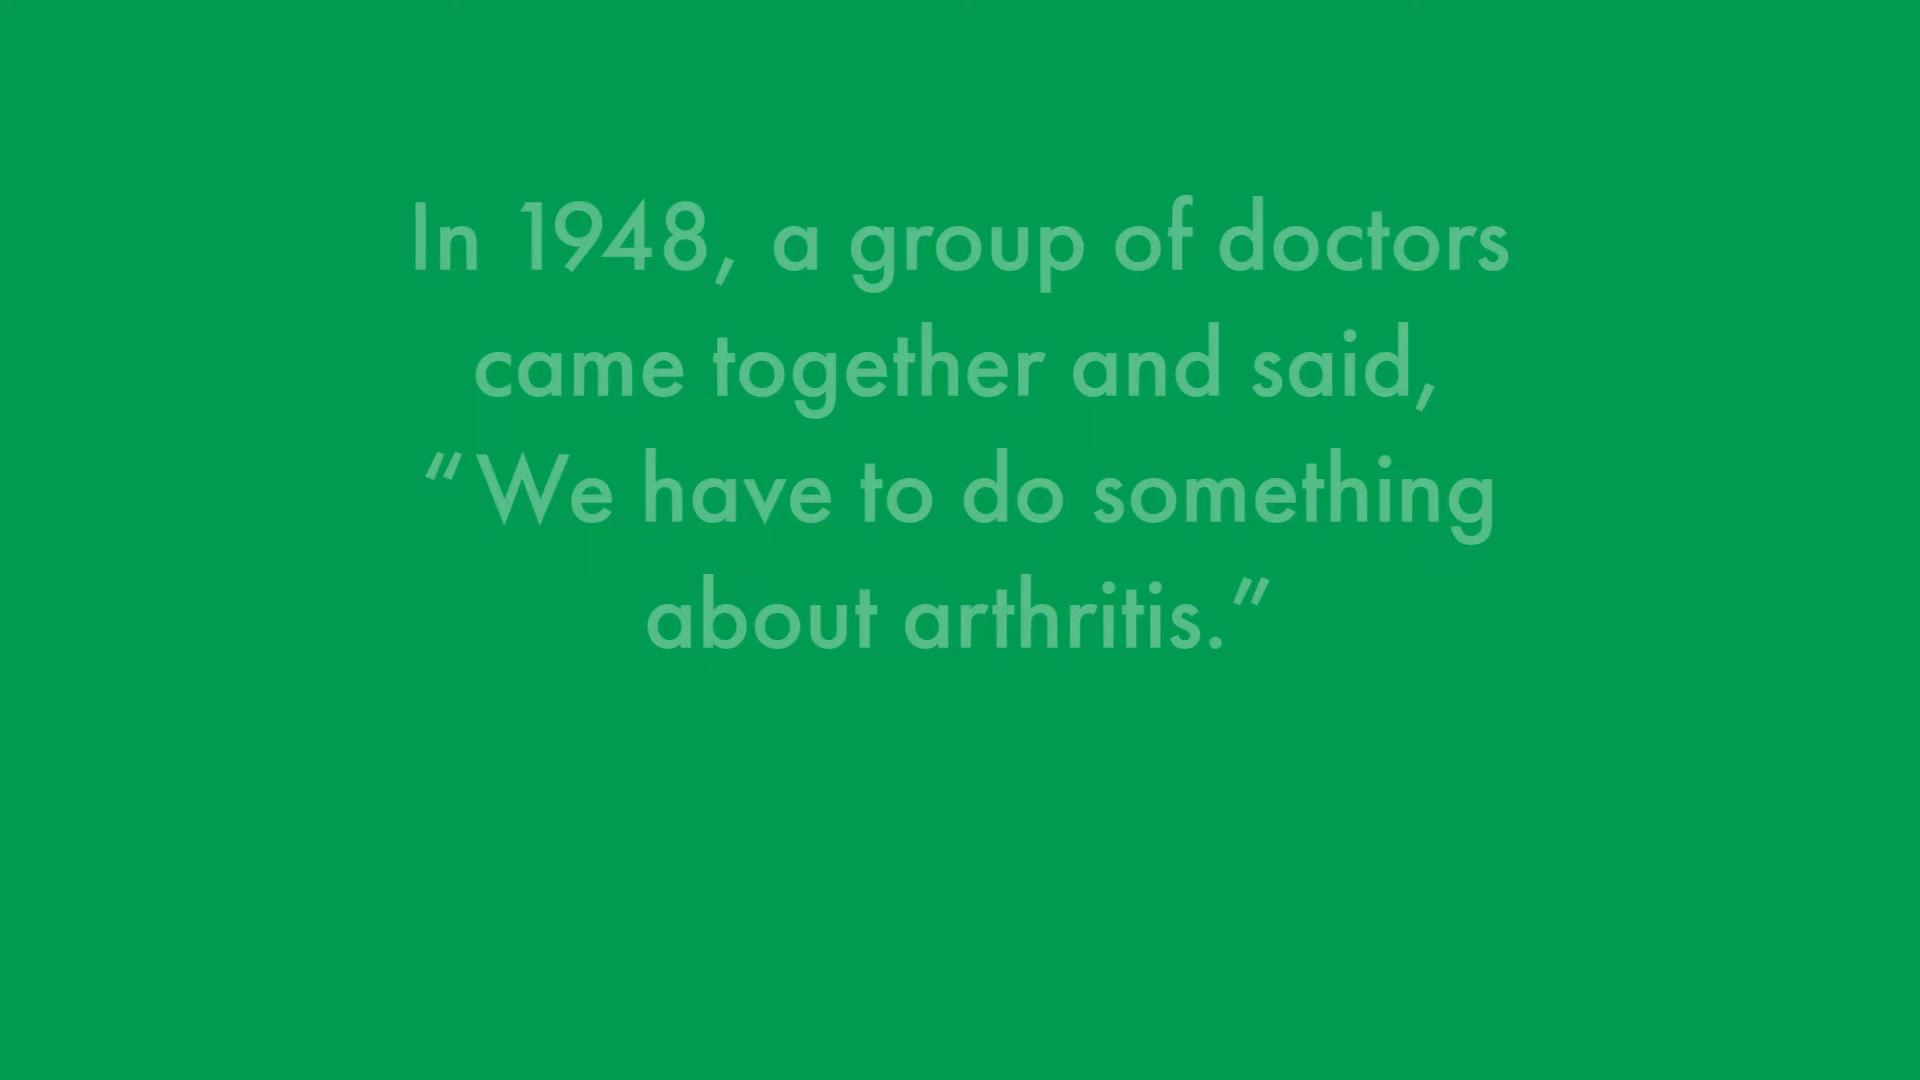 In 1948, a group of doctors
came together and said,
“We have to do something
about arthritis.”